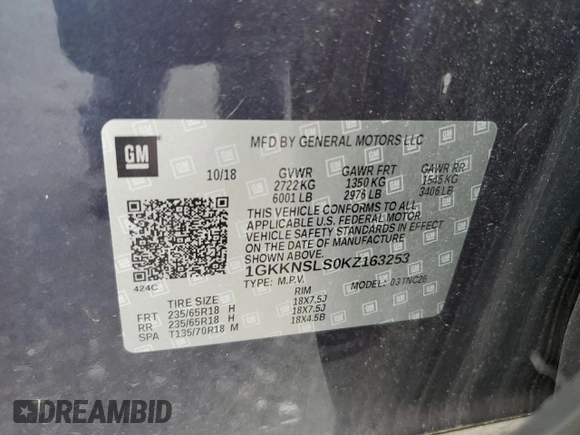 GM
MFD BY GENERAL MOTORS LLC
10/18 GVWR GAWR FRT GAWR RR
2722 KG 1350 KG 1545 KG
6001 LB 2976 LB 3406 LB
THIS VEHICLE CONFORMS TO ALL
APPLICABLE U.S. FEDERAL MOTOR
VEHICLE SAFETY STANDARDS IN EFFECT
ON THE DATE OF MANUFACTURE
SHOWN ABOVE.
1GKKNSLS0KZ163253
424C TYPE: M.P.V. MODEL: 03TNC26
TIRE SIZE RIM
FRT 235/65R18 H 18X7.5J
RR 235/65R18 H 18X7.5J
SPA T135/70R18 M 18X4.5B
DREAMBID